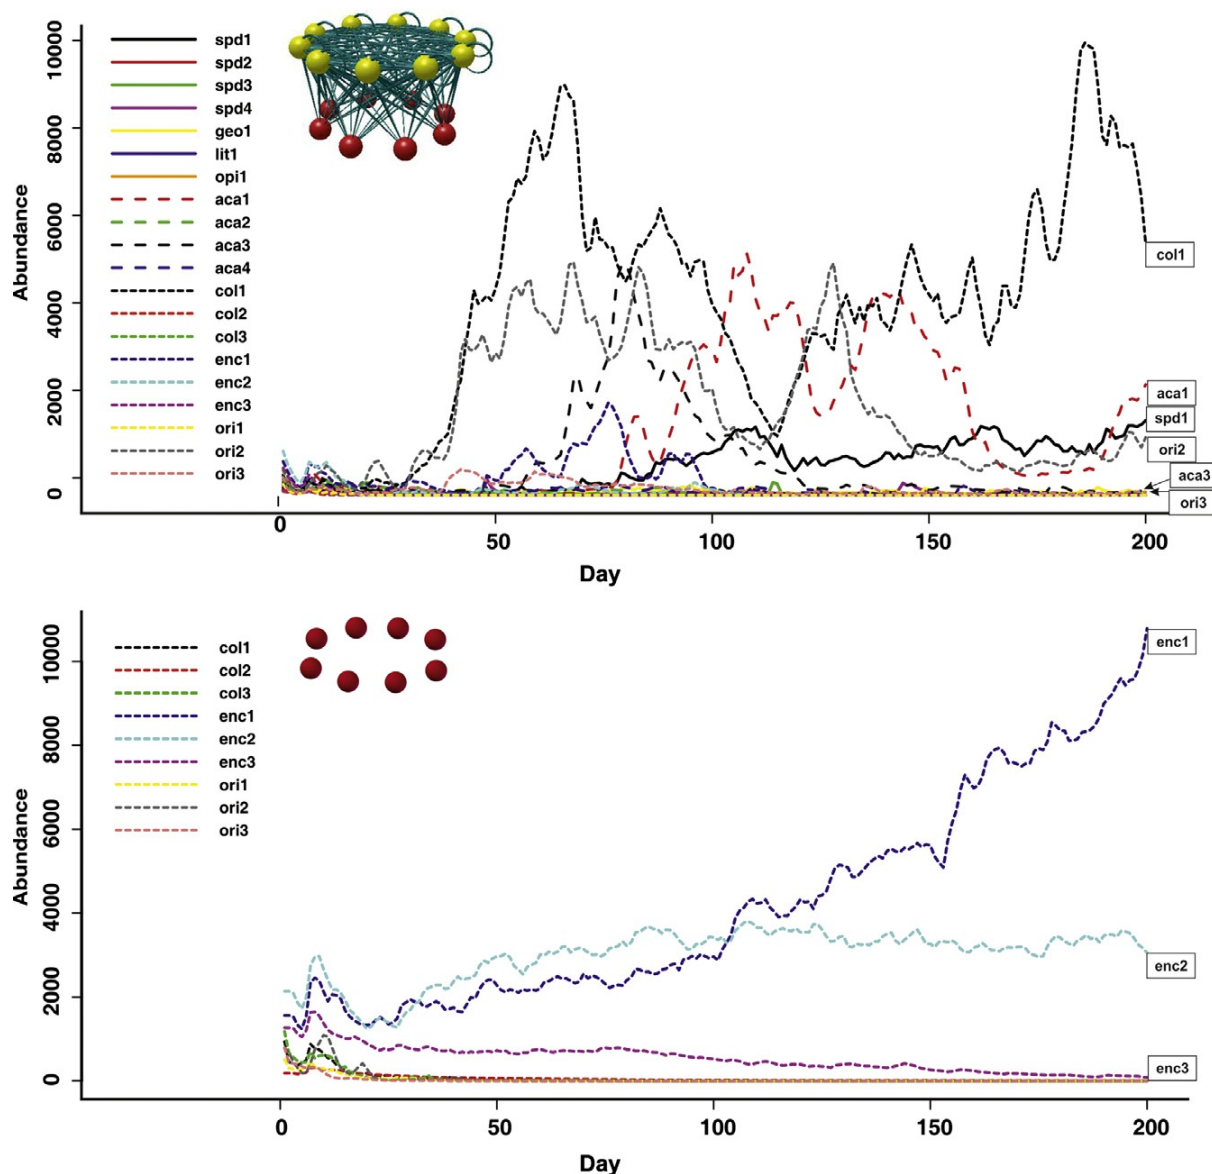 Abundance
10000
8000
6000
4000
2000
0
spd1
spd2
spd3
spd4
geo1
lit1
opi1
aca1
aca2
aca3
aca4
col1
col2
col3
enc1
enc2
enc3
ori1
ori2
ori3
col1
aca1
spd1
ori2
aca3
ori3
0 50 100 150 200
Day
Abundance
10000
8000
6000
4000
2000
0
col1
col2
col3
enc1
enc2
enc3
ori1
ori2
ori3
enc1
enc2
enc3
0 50 100 150 200
Day